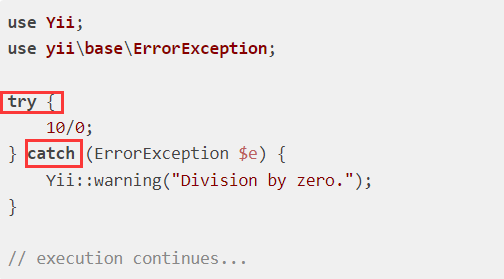 use Yii;
use yii\base\ErrorException;
try {
10/0;
} catch (ErrorException $e) {
Yii::warning("Division by zero.");
}
// execution continues...